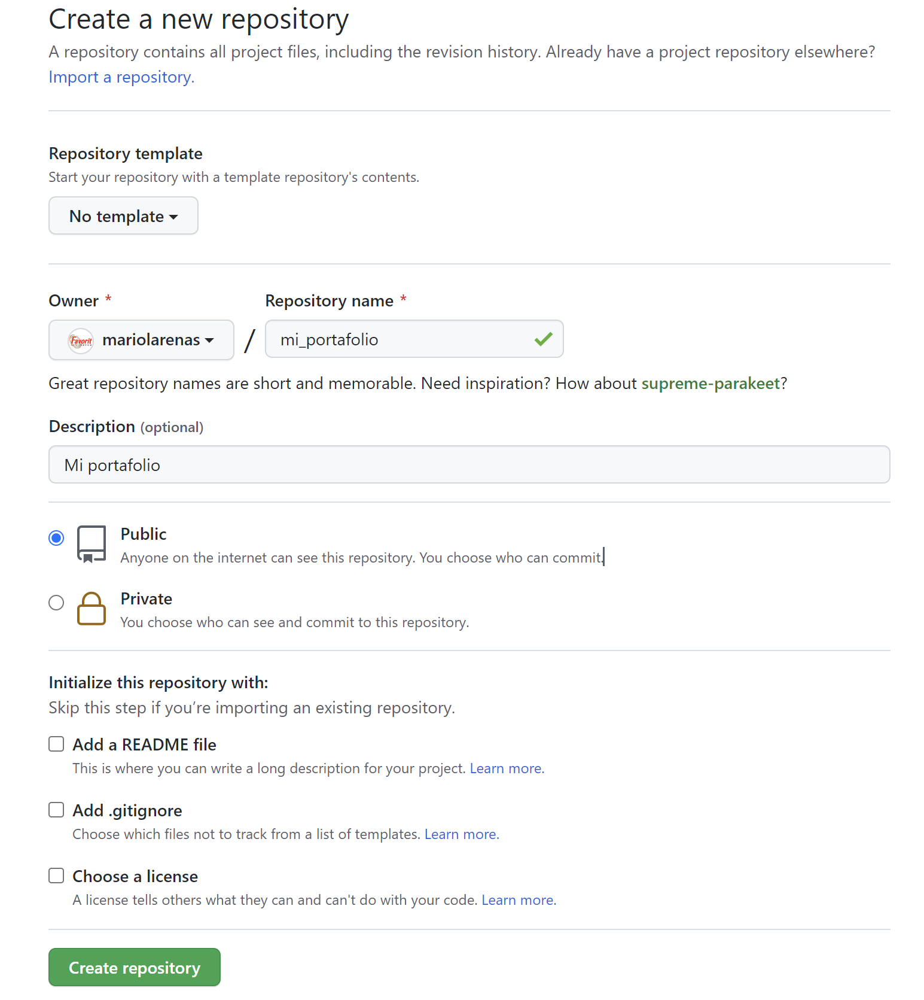 Create a new repository
A repository contains all project files, including the revision history. Already have a project repository elsewhere?
Import a repository.
Repository template
Start your repository with a template repository's contents.
No template
Owner *
Repository name *
Favorit
mariolarenas
/
mi_portafolio
Great repository names are short and memorable. Need inspiration? How about supreme-parakeet?
Description (optional)
Mi portafolio
Public
Anyone on the internet can see this repository. You choose who can commit.
Private
You choose who can see and commit to this repository.
Initialize this repository with:
Skip this step if you’re importing an existing repository.
Add a README file
This is where you can write a long description for your project. Learn more.
Add .gitignore
Choose which files not to track from a list of templates. Learn more.
Choose a license
A license tells others what they can and can't do with your code. Learn more.
Create repository